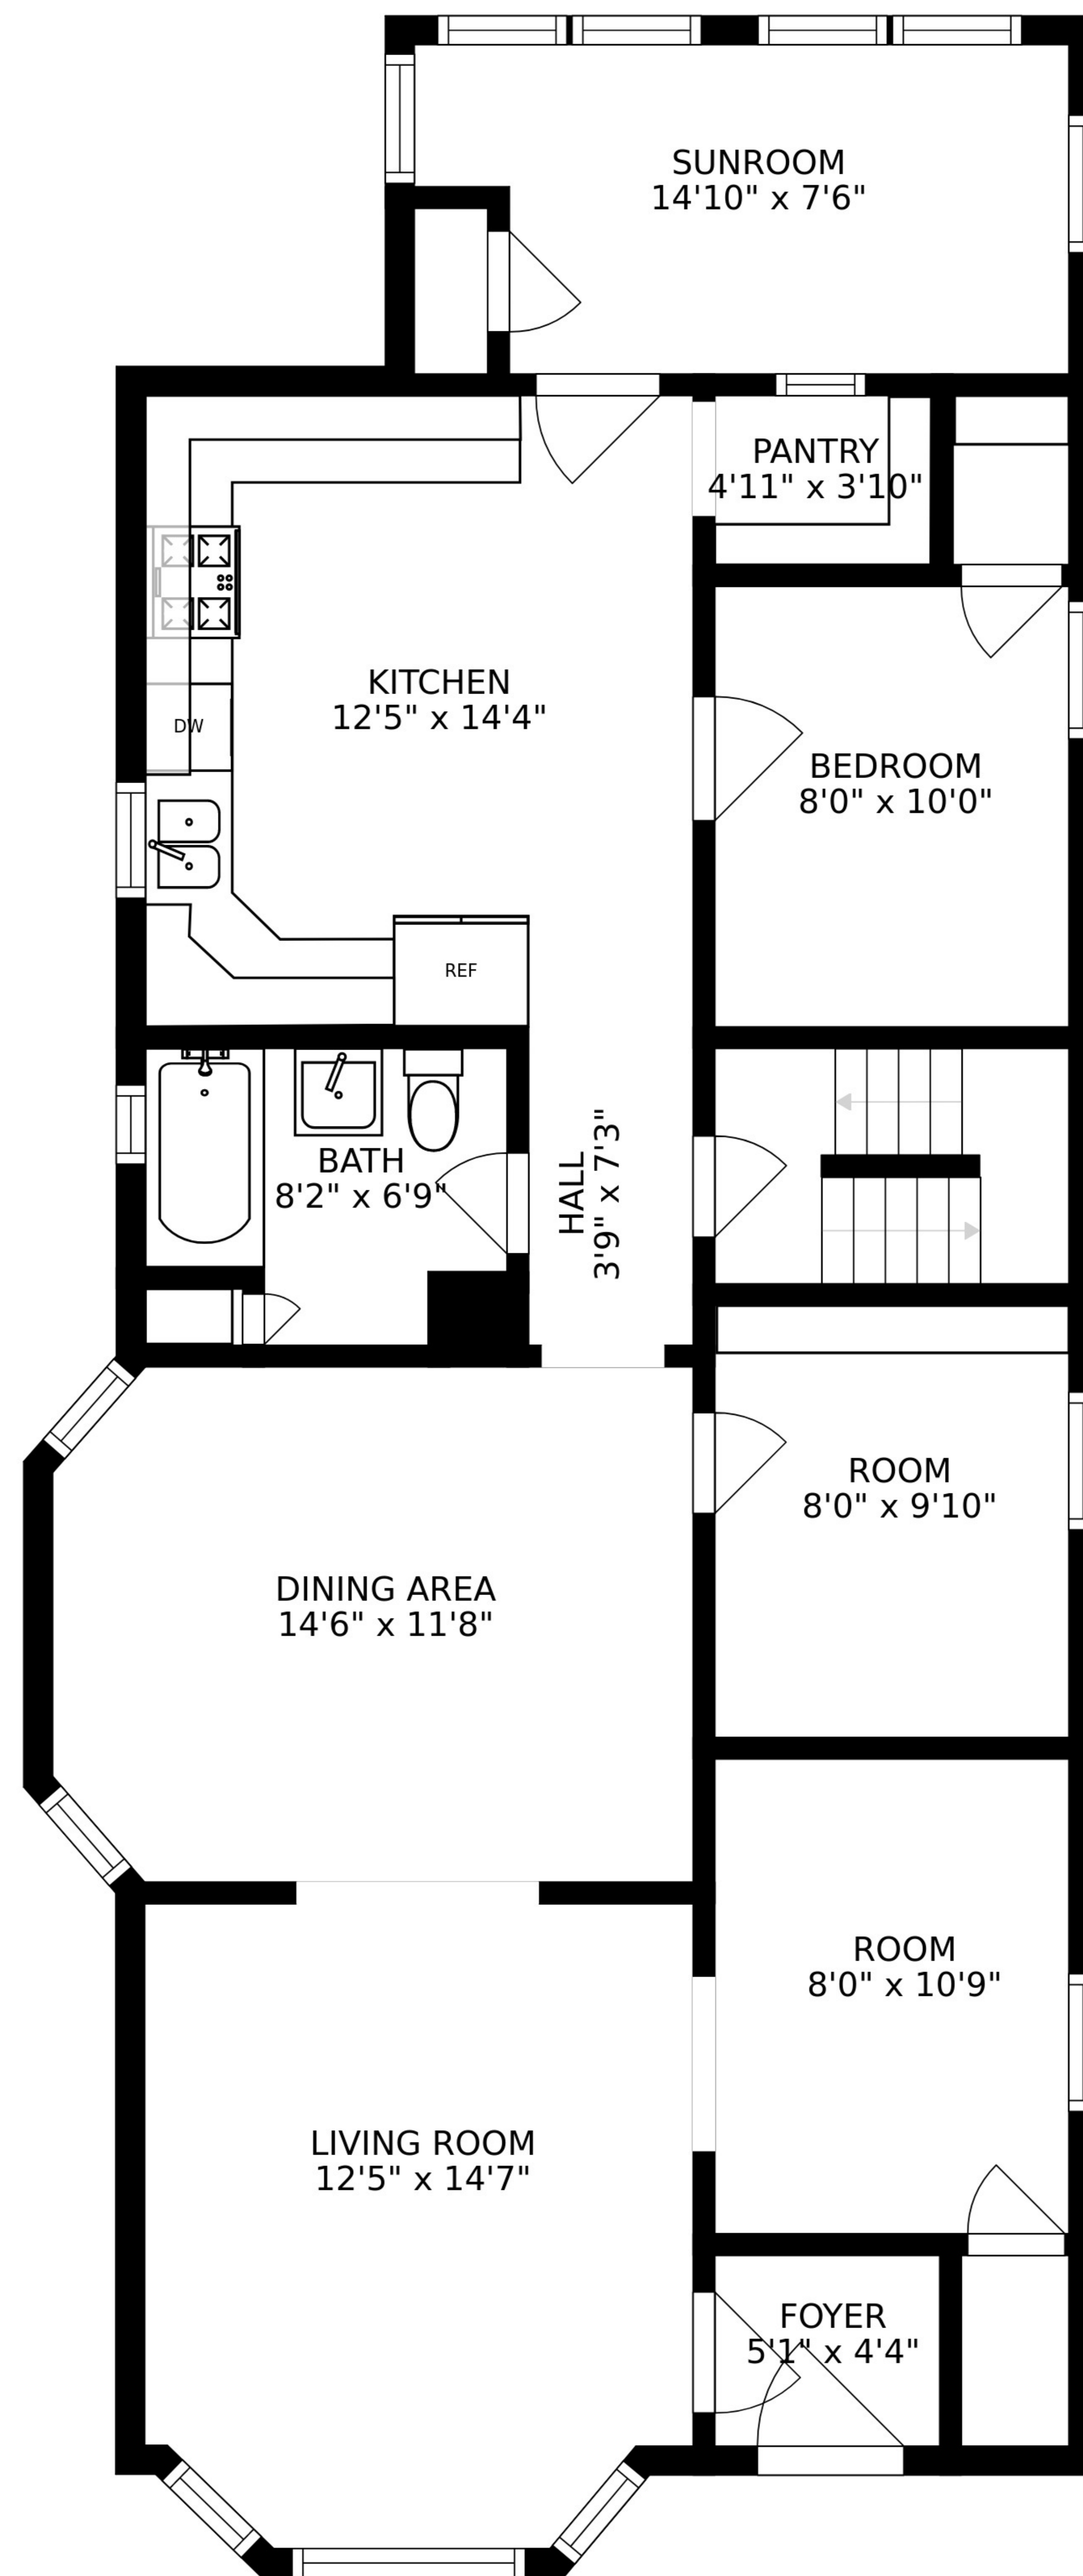 SUNROOM
14'10" x 7'6"
PANTRY
4'11" x 3'10"
KITCHEN
12'5" x 14'4"
DW
BEDROOM
8'0" x 10'0"
REF
BATH
8'2" x 6'9"
HALL
3'9" x 7'3"
ROOM
8'0" x 9'10"
DINING AREA
14'6" x 11'8"
ROOM
8'0" x 10'9"
LIVING ROOM
12'5" x 14'7"
FOYER
5'1" x 4'4"